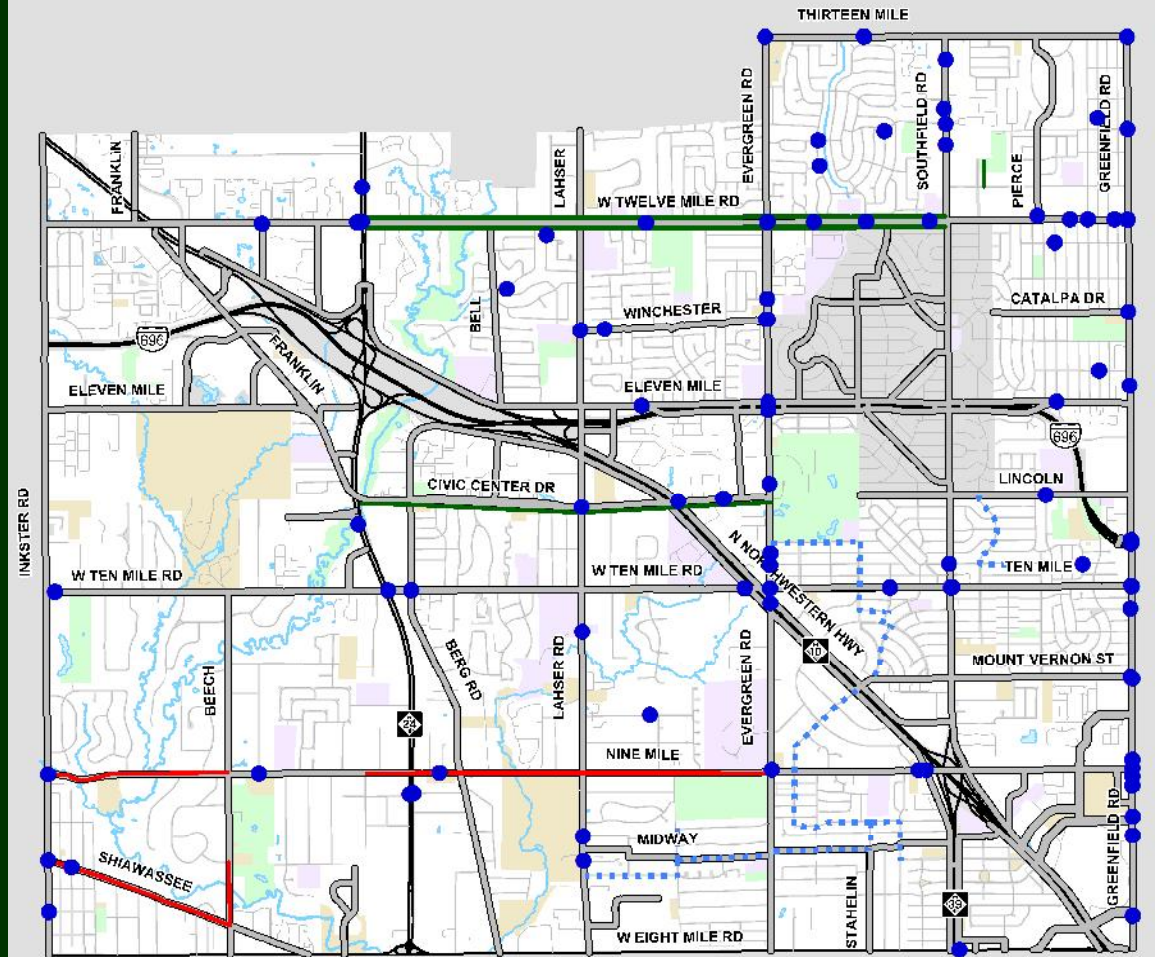 THIRTEEN MILE
EVERGREEN RD
SOUTHFIELD RD
PIERCE
GREENFIELD RD
FRANKLIN
LAHSER
W TWELVE MILE RD
BELL
WINCHESTER
CATALPA DR
696
FRANKLIN
ELEVEN MILE
ELEVEN MILE
696
CIVIC CENTER DR
LINCOLN
INKSTER RD
N NORTHWESTERN HWY
W TEN MILE RD
W TEN MILE RD
TEN MILE
10
BERG RD
LAHSER RD
EVERGREEN RD
MOUNT VERNON ST
BEECH
24
NINE MILE
GREENFIELD RD
MIDWAY
SHIAWASSEE
STAHELIN
39
W EIGHT MILE RD